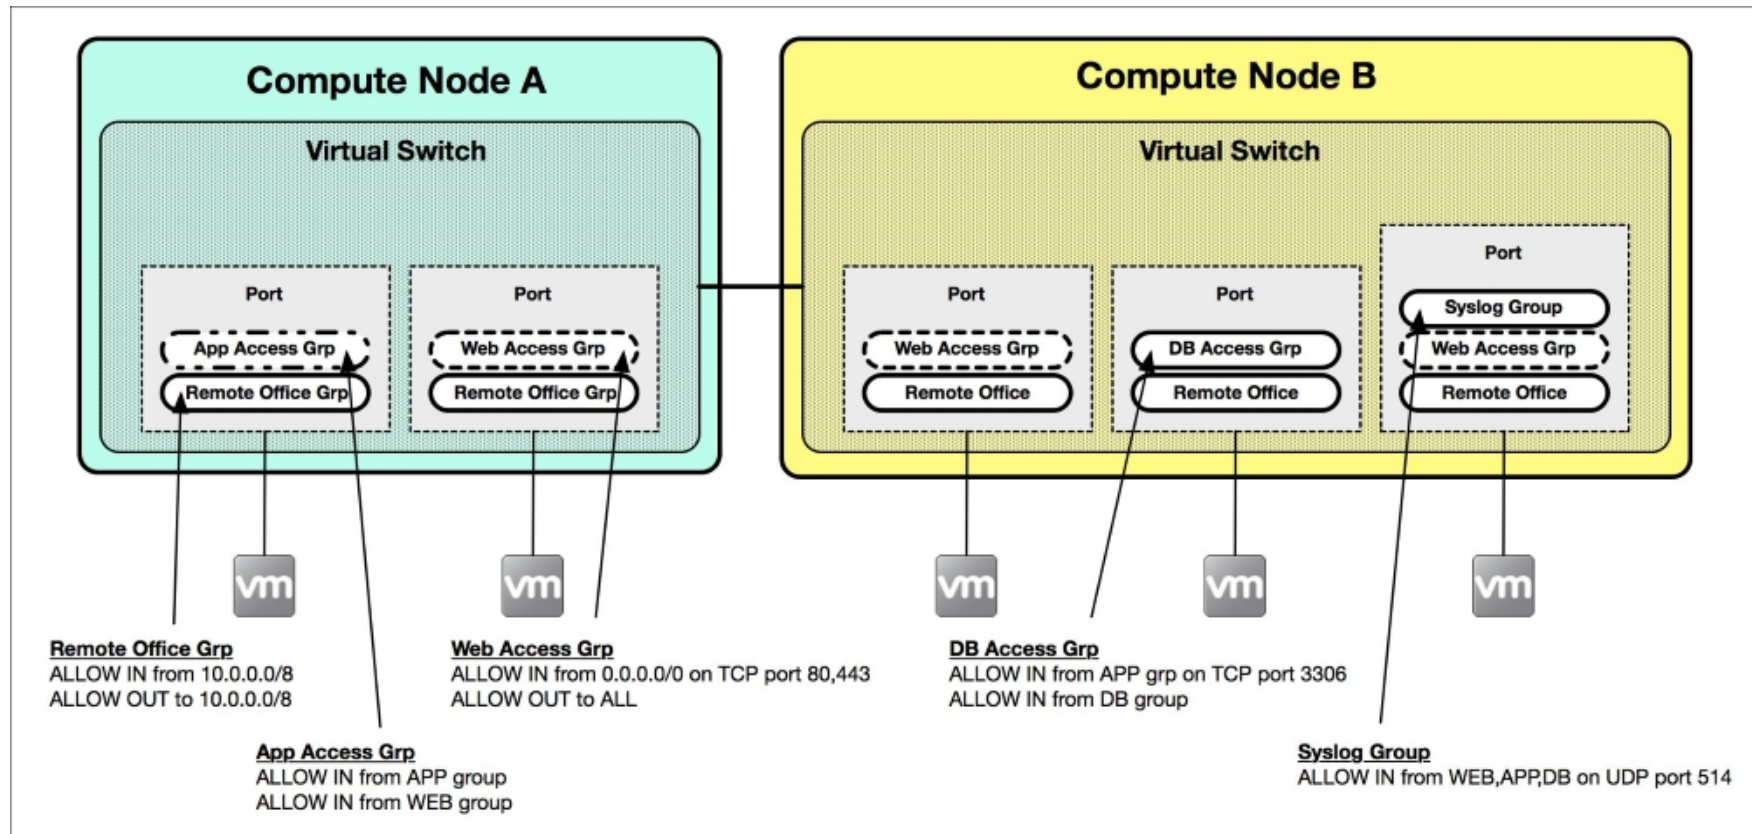 Compute Node A
Virtual Switch
Port
App Access Grp
Remote Office Grp
Port
Web Access Grp
Remote Office Grp
vm
vm
Compute Node B
Virtual Switch
Port
Web Access Grp
Remote Office
Port
DB Access Grp
Remote Office
Port
Syslog Group
Web Access Grp
Remote Office
vm
vm
vm
Remote Office Grp
ALLOW IN from 10.0.0.0/8
ALLOW OUT to 10.0.0.0/8
Web Access Grp
ALLOW IN from 0.0.0.0/0 on TCP port 80,443
ALLOW OUT to ALL
DB Access Grp
ALLOW IN from APP grp on TCP port 3306
ALLOW IN from DB group
App Access Grp
ALLOW IN from APP group
ALLOW IN from WEB group
Syslog Group
ALLOW IN from WEB,APP,DB on UDP port 514